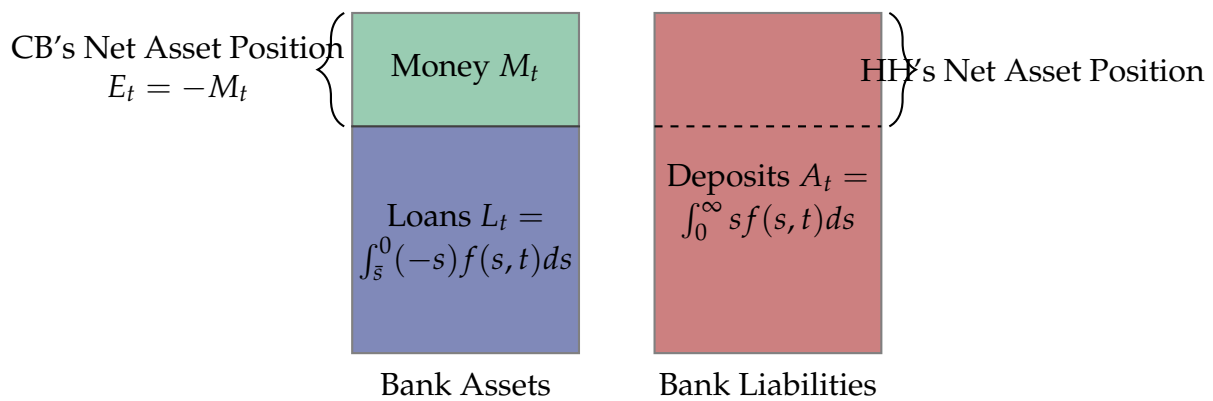 CB's Net Asset Position
E_t = −M_t
Money M_t
HH's Net Asset Position
Loans L_t =
∫_{s̄}^{0}(−s)f(s,t)ds
Deposits A_t =
∫_0^∞ sf(s,t)ds
Bank Assets
Bank Liabilities